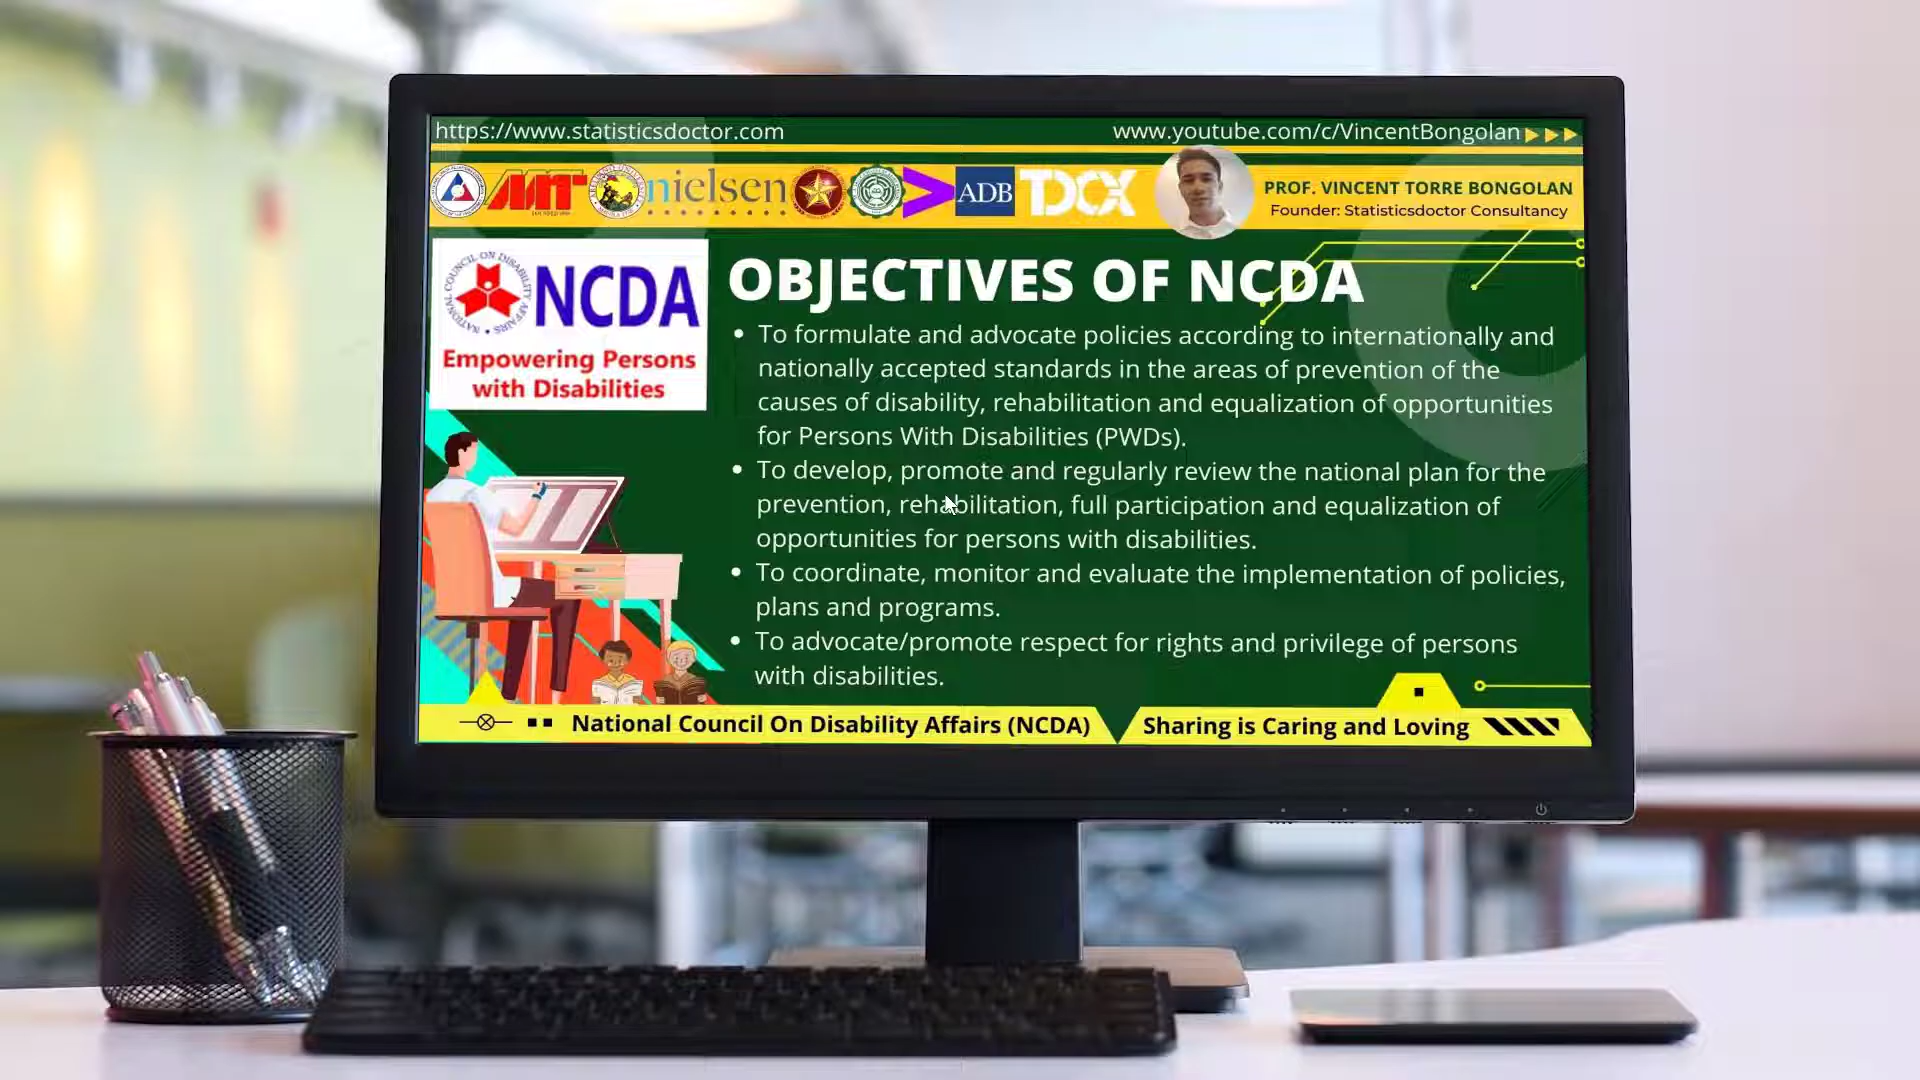 https://www.statisticsdoctor.com
www.youtube.com/c/VincentBongolan
nielsen
ADB
TDCX
PROF. VINCENT TORRE BONGOLAN
Founder: Statisticsdoctor Consultancy
NATIONAL COUNCIL ON DISABILITY AFFAIRS
NCDA
Empowering Persons
with Disabilities
OBJECTIVES OF NCDA
• To formulate and advocate policies according to internationally and
nationally accepted standards in the areas of prevention of the
causes of disability, rehabilitation and equalization of opportunities
for Persons With Disabilities (PWDs).
• To develop, promote and regularly review the national plan for the
prevention, rehabilitation, full participation and equalization of
opportunities for persons with disabilities.
• To coordinate, monitor and evaluate the implementation of policies,
plans and programs.
• To advocate/promote respect for rights and privilege of persons
with disabilities.
National Council On Disability Affairs (NCDA)
Sharing is Caring and Loving